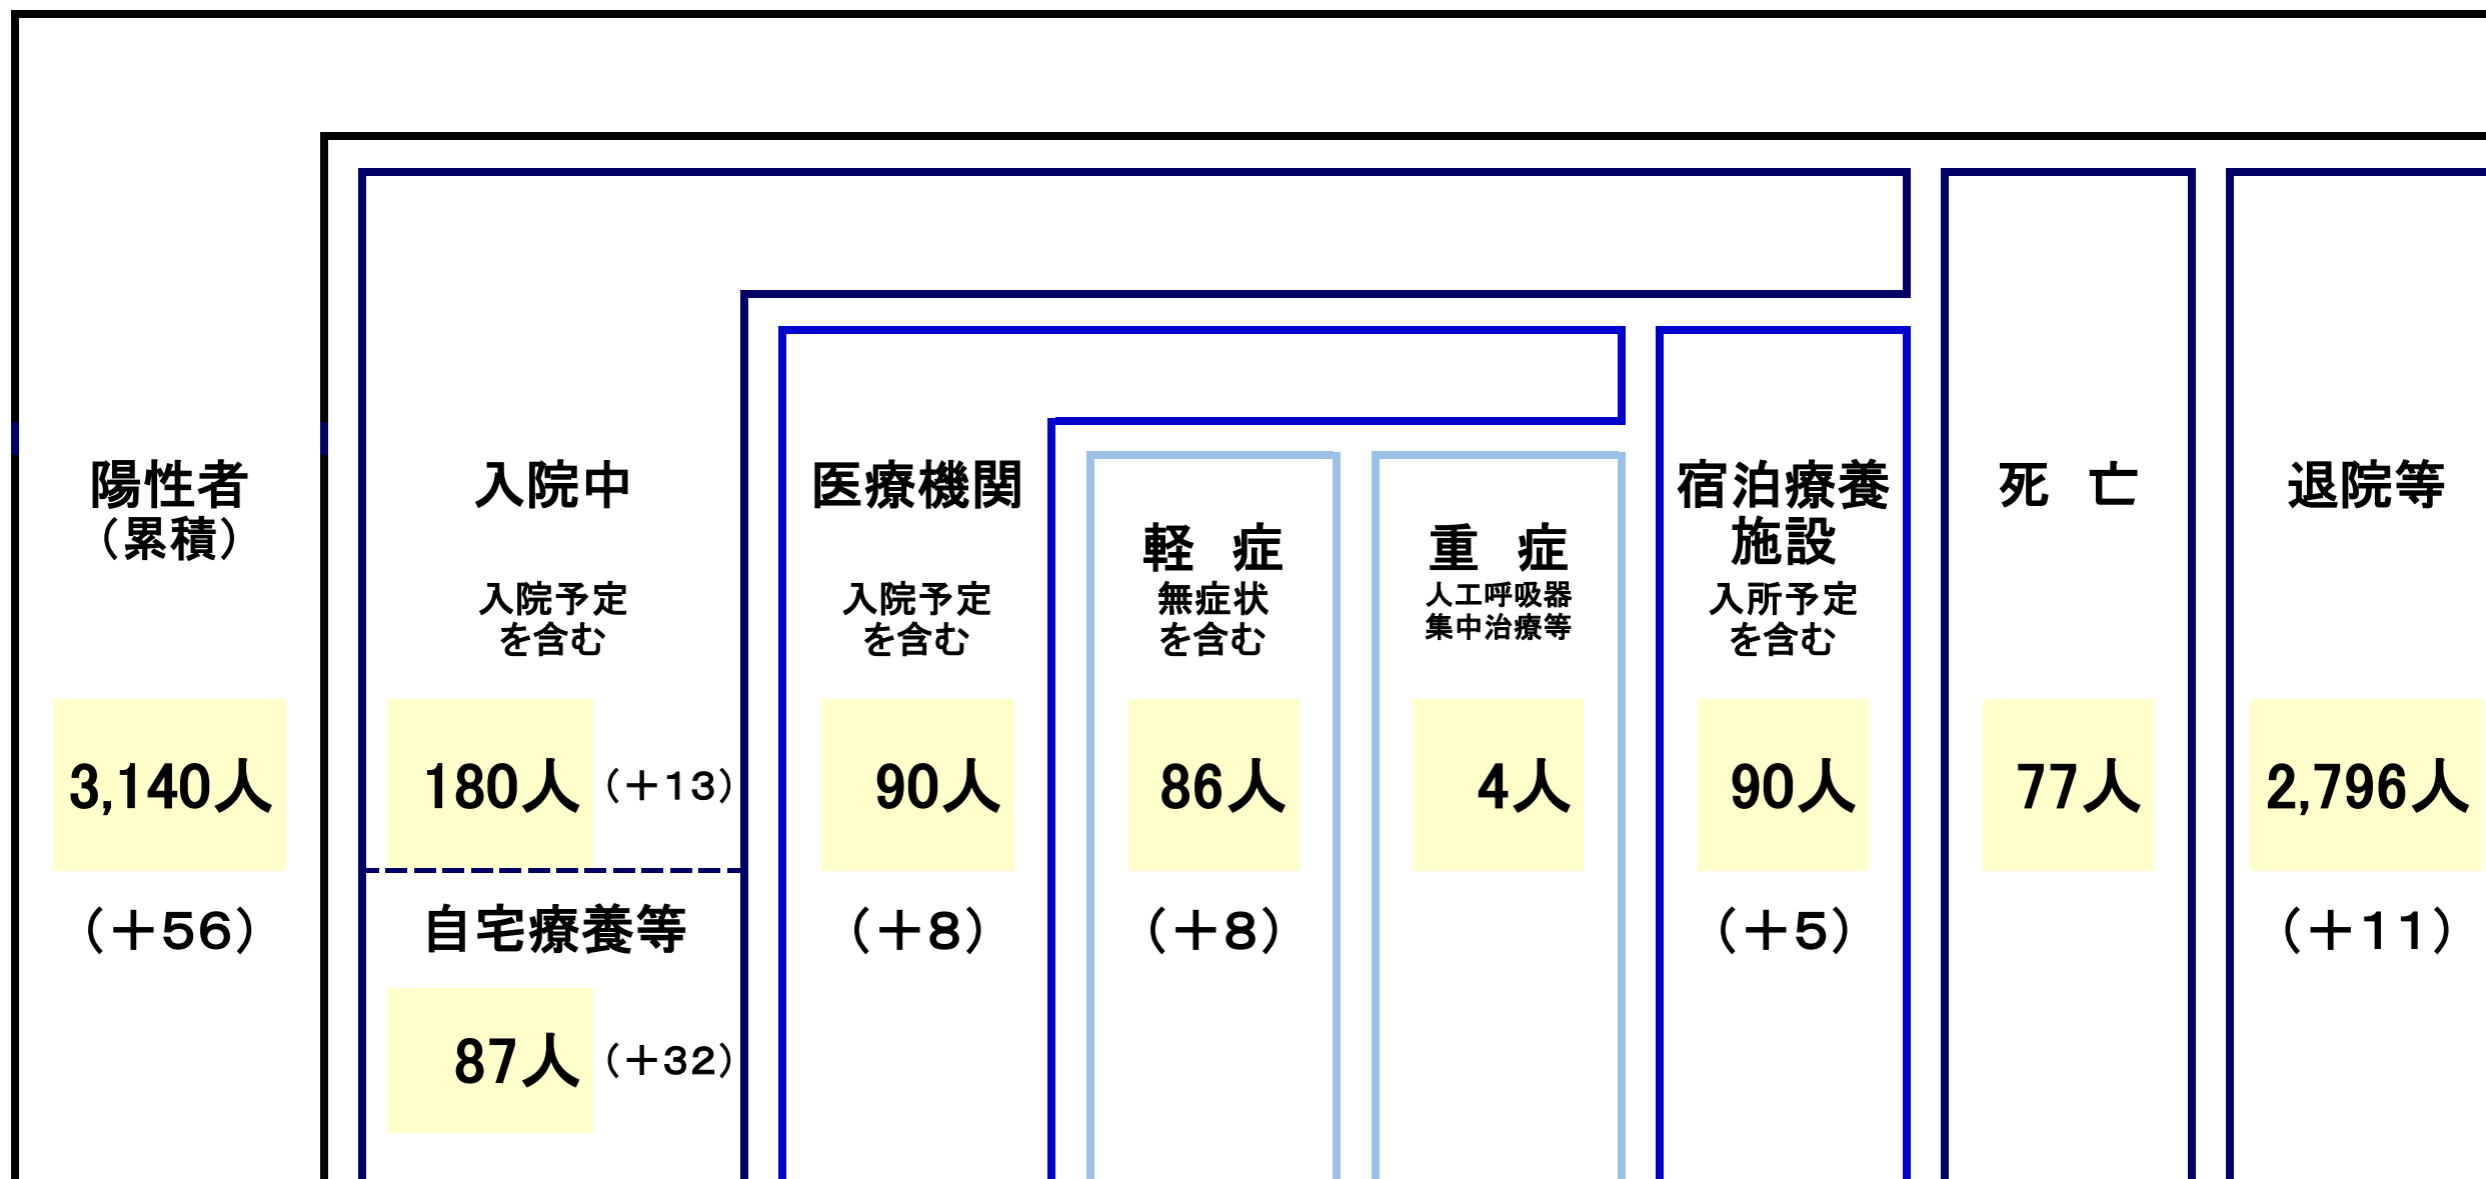 陽性者
（累積）
3,140人
（＋56）
入院中
入院予定
を含む
180人（＋13）
自宅療養等
87人（＋32）
医療機関
入院予定
を含む
90人
（＋8）
軽　症
無症状
を含む
86人
（＋8）
重　症
人工呼吸器
集中治療等
4人
宿泊療養
施設
入所予定
を含む
90人
（＋5）
死　亡
77人
退院等
2,796人
（＋11）